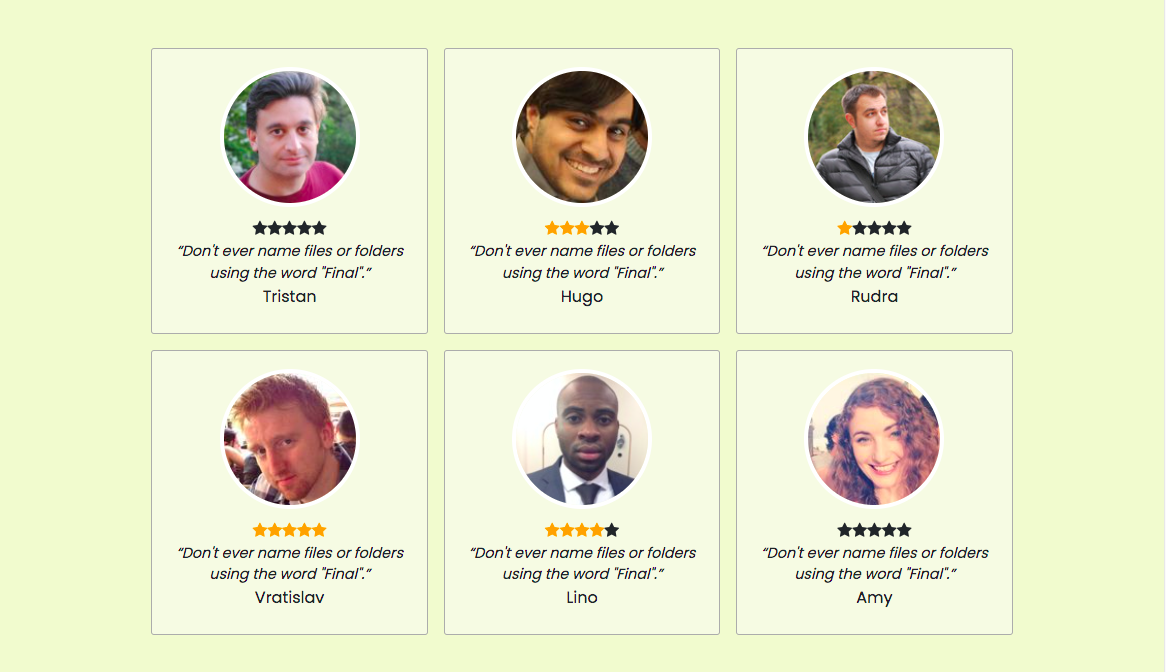 “Don't ever name files or folders
using the word "Final".”
Tristan
“Don't ever name files or folders
using the word "Final".”
Hugo
“Don't ever name files or folders
using the word "Final".”
Rudra
“Don't ever name files or folders
using the word "Final".”
Vratislav
“Don't ever name files or folders
using the word "Final".”
Lino
“Don't ever name files or folders
using the word "Final".”
Amy